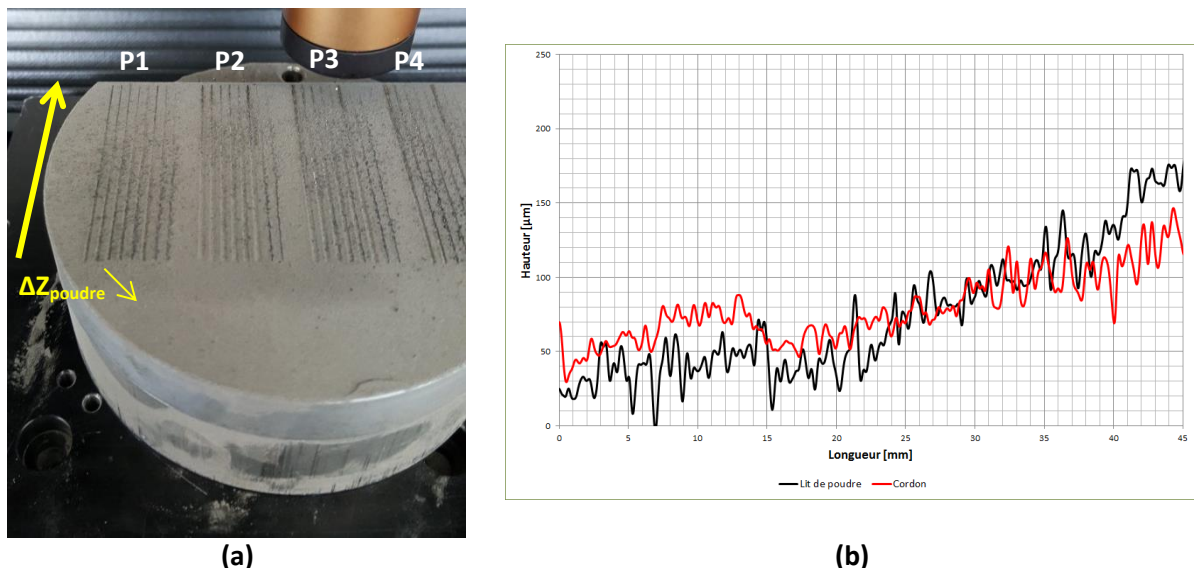 P1 P2 P3 P4
ΔZpoudre
(a)
250
200
150
100
50
0
Hauteur [µm]
0 5 10 15 20 25 30 35 40 45
Longueur [mm]
Lit de poudre Cordon
(b)